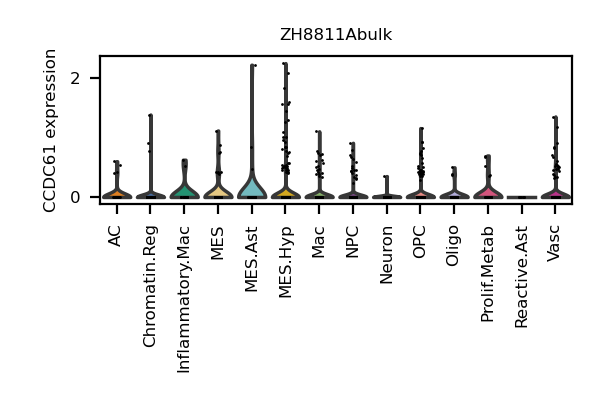 ZH8811Abulk
CCDC61 expression
2
0
AC
Chromatin.Reg
Inflammatory.Mac
MES
MES.Ast
MES.Hyp
Mac
NPC
Neuron
OPC
Oligo
Prolif.Metab
Reactive.Ast
Vasc